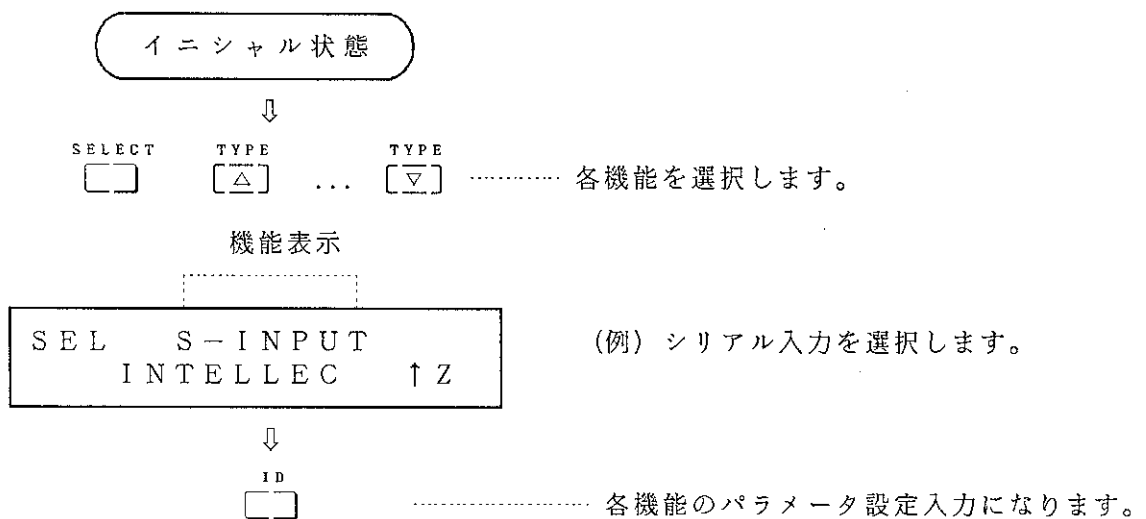 イニシャル状態
⇩
SELECT TYPE TYPE
△ ... ▽ ………… 各機能を選択します。
機能表示
SEL S－INPUT
INTELLEC ↑Z
(例) シリアル入力を選択します。
⇩
ID
………… 各機能のパラメータ設定入力になります。